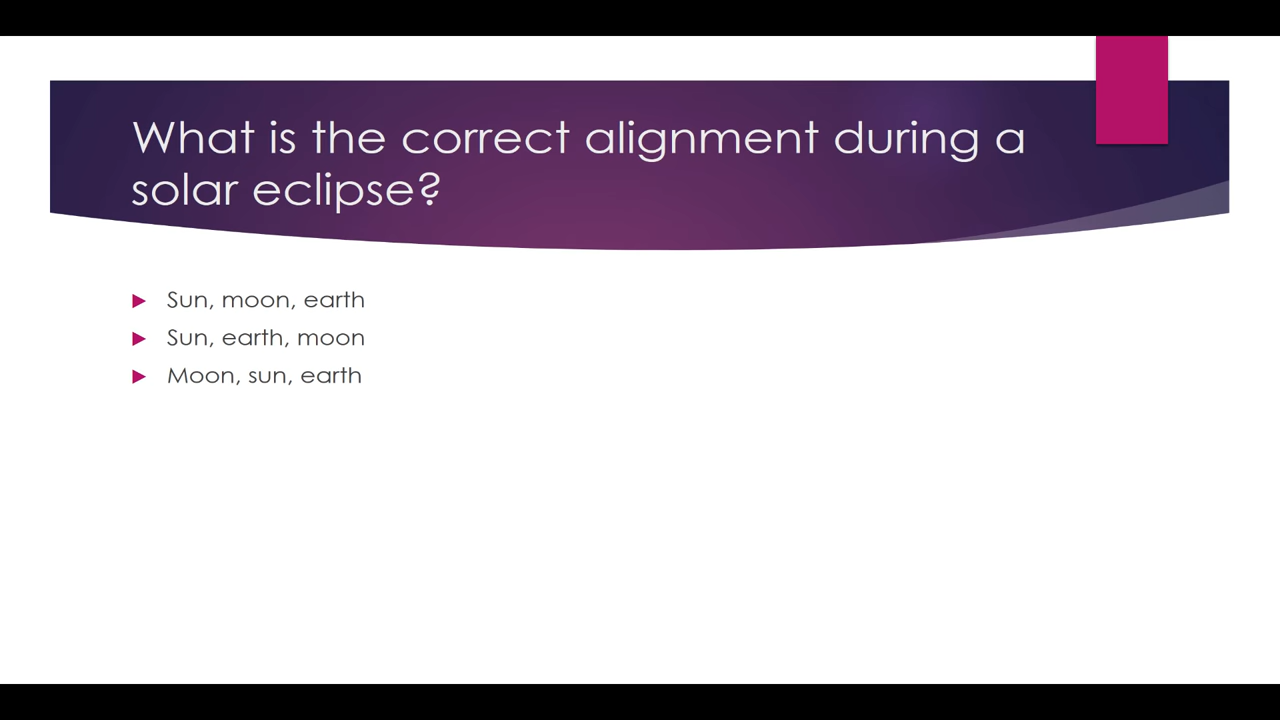 What is the correct alignment during a
solar eclipse?
Sun, moon, earth
Sun, earth, moon
Moon, sun, earth